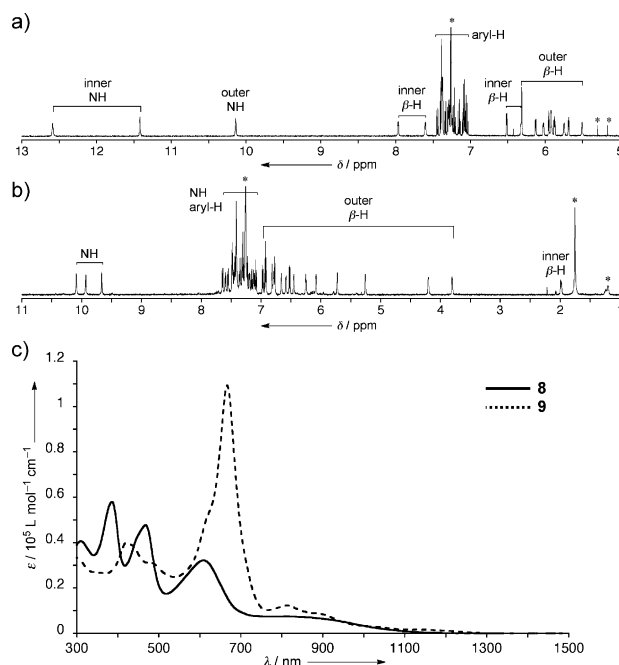 a)
*
aryl-H
inner
NH
outer
NH
inner
β-H
inner
β-H
outer
β-H
* *
13 12 11 10 9 8 7 6 5
δ / ppm
b)
*
NH
aryl-H
outer
β-H
*
NH
inner
β-H
*
11 10 9 8 7 6 5 4 3 2 1
δ / ppm
c)
1.2
1
0.8
0.6
0.4
0.2
0
ε / 10⁵ L mol⁻¹ cm⁻¹
8
9
300 500 700 900 1100 1300 1500
λ / nm